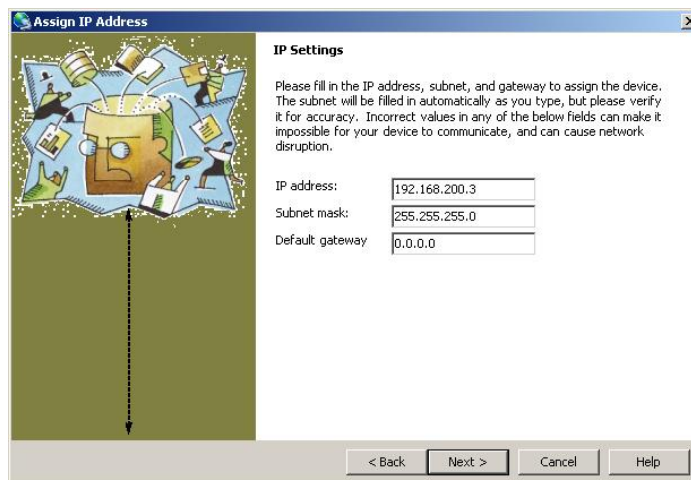 Assign IP Address
IP Settings
Please fill in the IP address, subnet, and gateway to assign the device.
The subnet will be filled in automatically as you type, but please verify
it for accuracy. Incorrect values in any of the below fields can make it
impossible for your device to communicate, and can cause network
disruption.
IP address: 192.168.200.3
Subnet mask: 255.255.255.0
Default gateway 0.0.0.0
< Back Next > Cancel Help